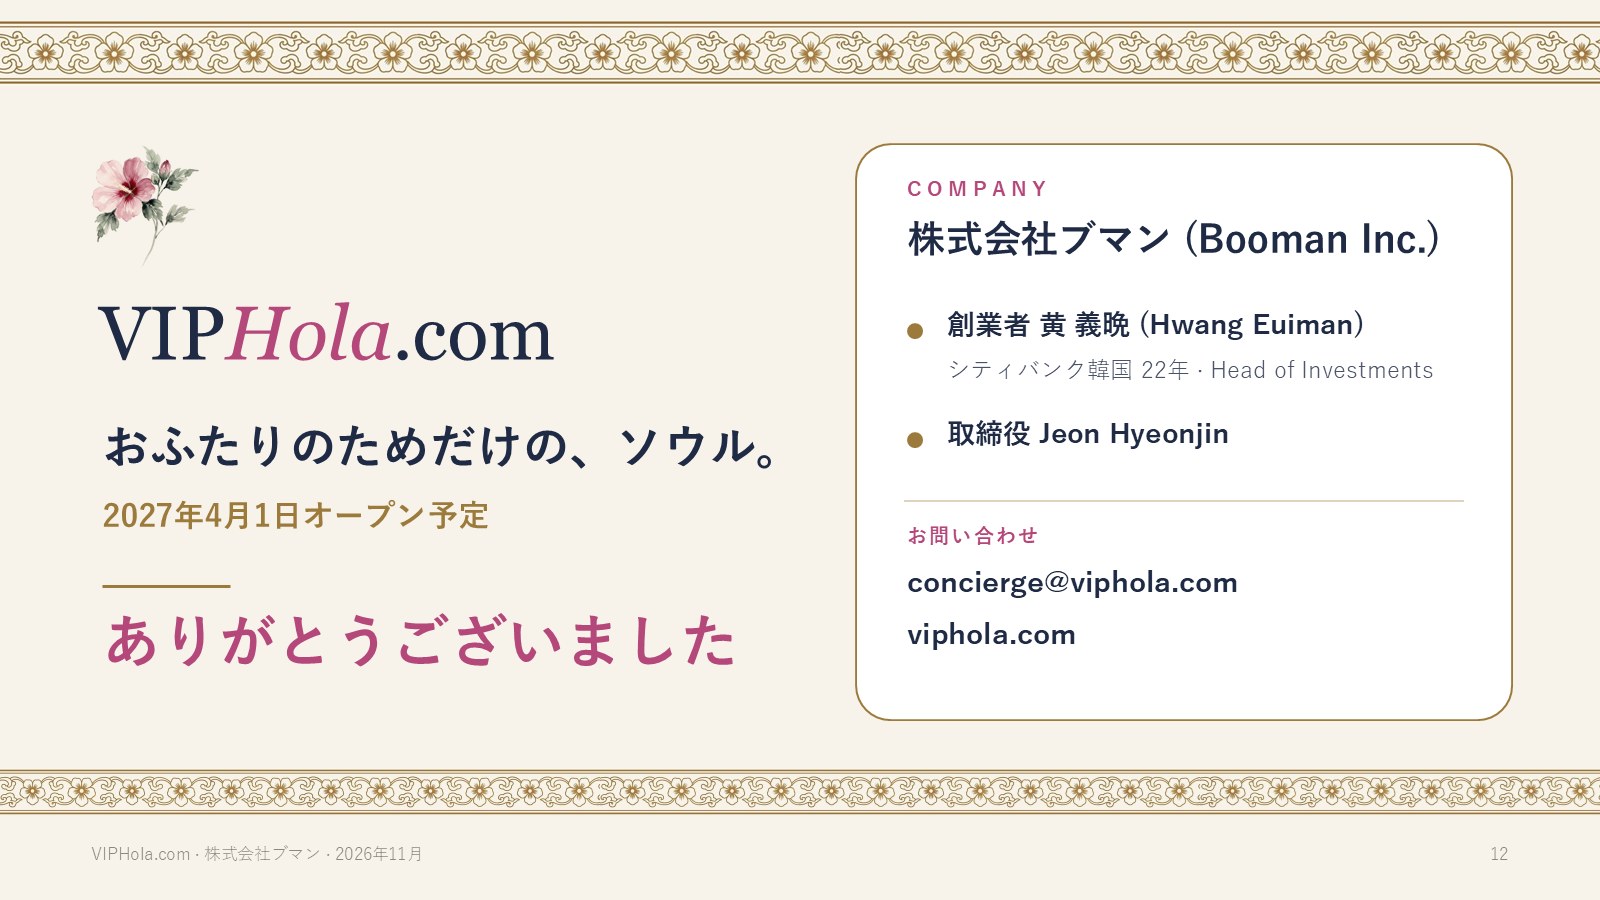 VIPHola.com
おふたりのためだけの、ソウル。
2027年4月1日オープン予定
ありがとうございました
COMPANY
株式会社ブマン (Booman Inc.)
創業者 黄 義晩 (Hwang Euiman)
シティバンク韓国 22年 · Head of Investments
取締役 Jeon Hyeonjin
お問い合わせ
concierge@viphola.com
viphola.com
VIPHola.com · 株式会社ブマン · 2026年11月
12